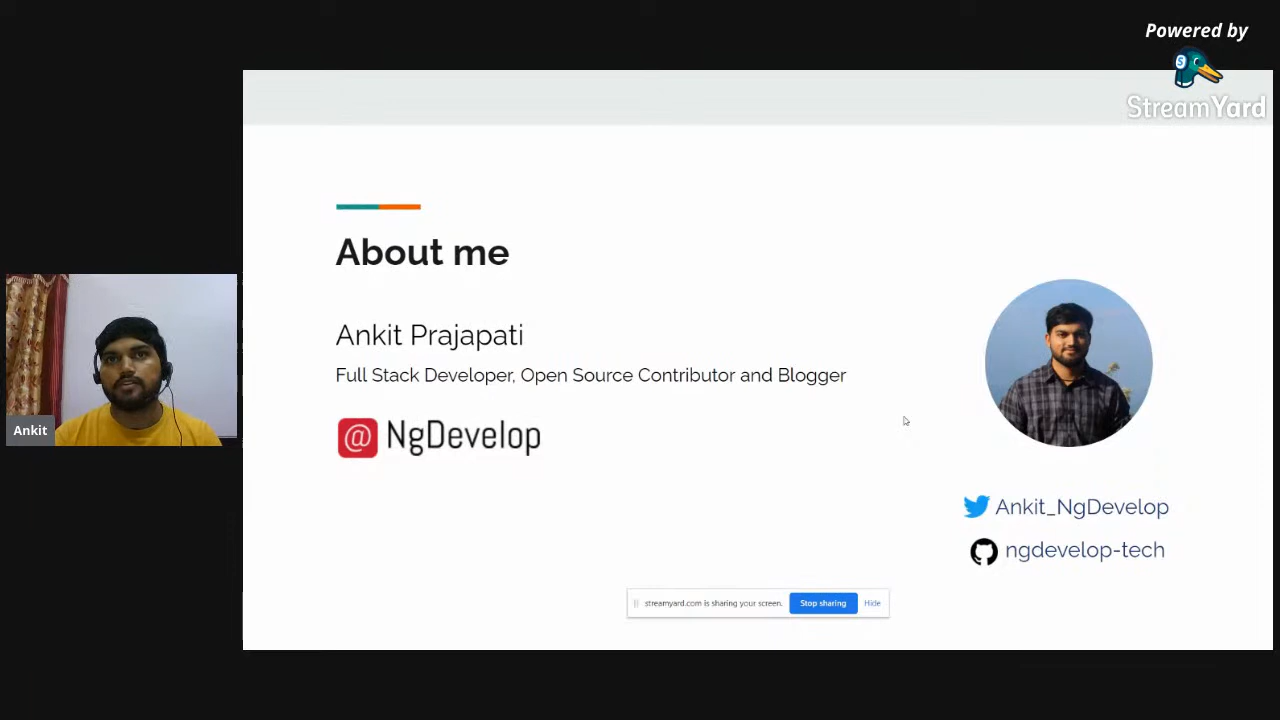 Powered by
StreamYard
About me
Ankit Prajapati
Full Stack Developer, Open Source Contributor and Blogger
@ NgDevelop
Ankit
Ankit_NgDevelop
ngdevelop-tech
streamyard.com is sharing your screen. Stop sharing Hide